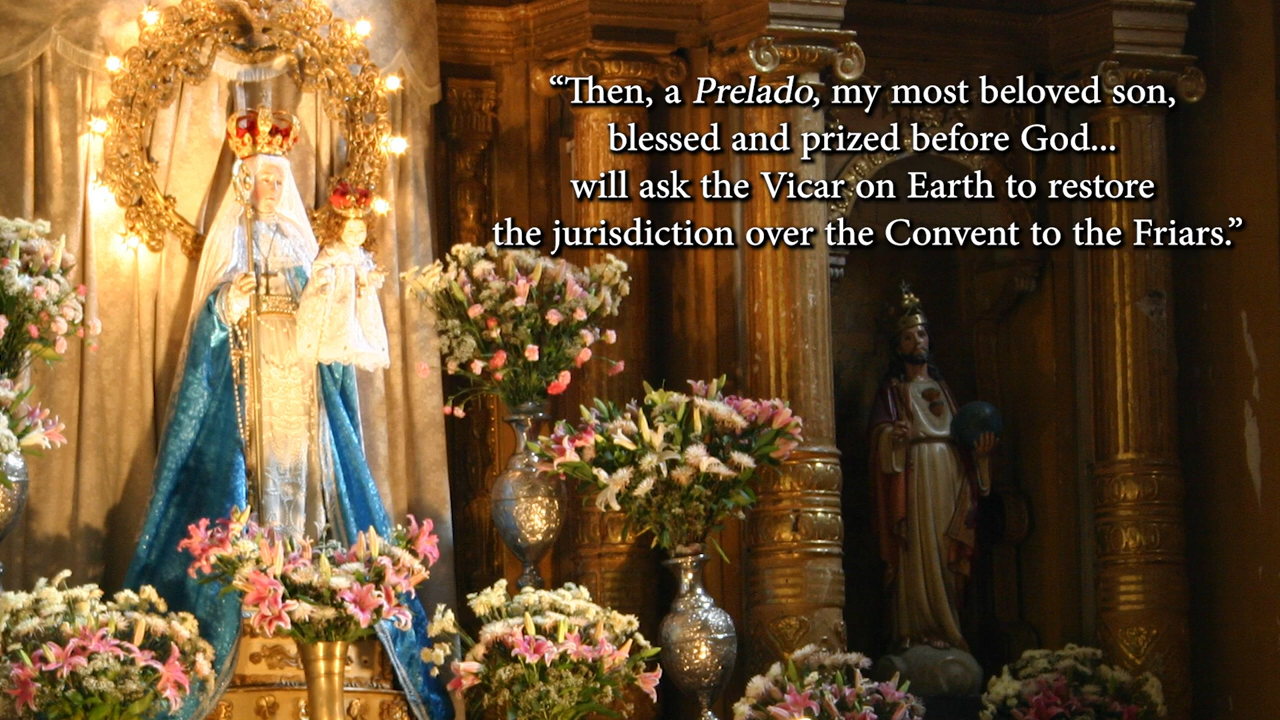 “Then, a Prelado, my most beloved son,
blessed and prized before God...
will ask the Vicar on Earth to restore
the jurisdiction over the Convent to the Friars.”